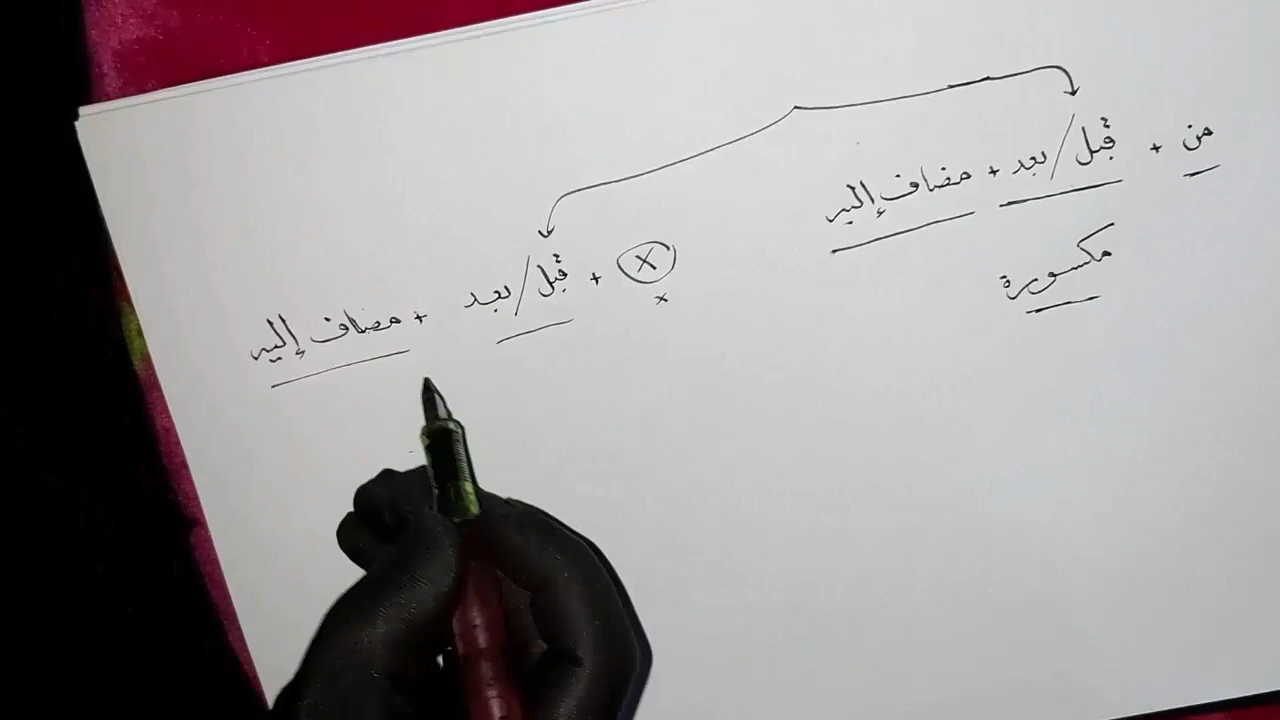 من + قبل/بعد + مضاف إليه
مكسورة
X + قبل/بعد + مضاف إليه
x